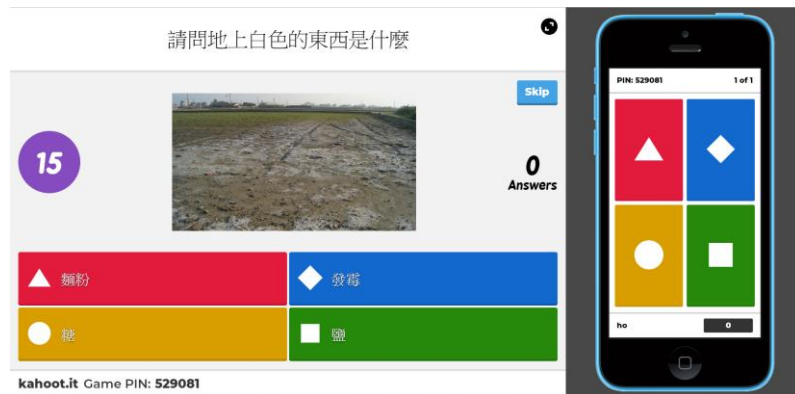 請問地上白色的東西是什麼
Skip
15
0
Answers
麵粉
發霉
糖
鹽
kahoot.it Game PIN: 529081
PIN: 529081
1 of 1
ho
0